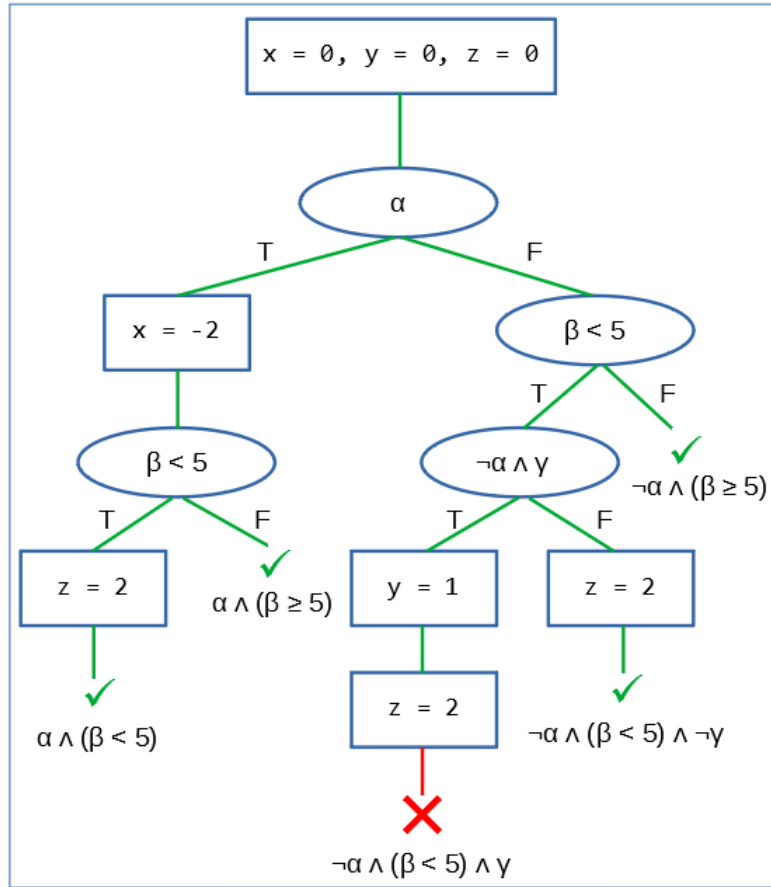 x = 0, y = 0, z = 0
α
T F
x = -2
β < 5
T F
β < 5
¬α ∧ γ
¬α ∧ (β ≥ 5)
T F
T F
z = 2
α ∧ (β ≥ 5)
y = 1
z = 2
z = 2
α ∧ (β < 5)
¬α ∧ (β < 5) ∧ ¬γ
¬α ∧ (β < 5) ∧ γ